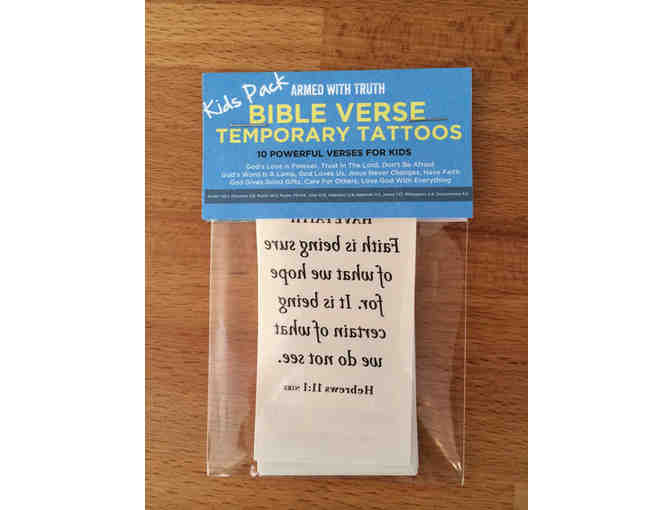 Kids Pack
ARMED WITH TRUTH
BIBLE VERSE
TEMPORARY TATTOOS
10 POWERFUL VERSES FOR KIDS
God's Love is Forever, Trust In The Lord, Don't Be Afraid
God's Word Is A Lamp, God Loves Us, Jesus Never Changes, Have Faith
God Gives Good Gifts, Care For Others, Love God With Everything
HAVE FAITH
Faith is being sure
of what we hope
for. It is being
certain of what
we do not see.
Hebrews 11:1